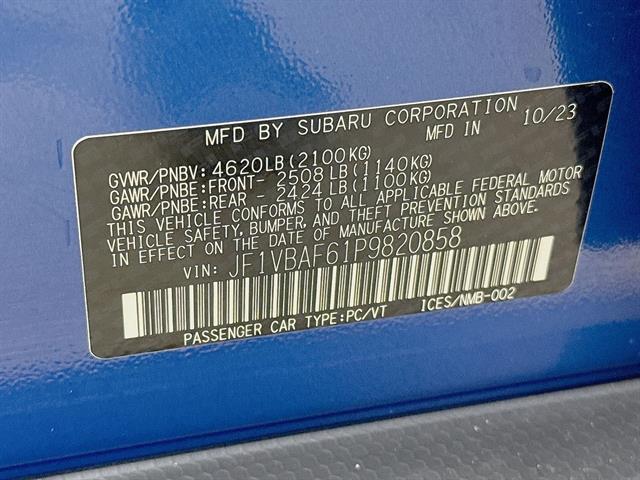 MFD BY SUBARU CORPORATION
MFD IN 10/23
GVWR/PNBV: 4620LB(2100KG)
GAWR/PNBE:FRONT- 2508LB(1140KG)
GAWR/PNBE:REAR - 2424LB(1100KG)
THIS VEHICLE CONFORMS TO ALL APPLICABLE FEDERAL MOTOR
VEHICLE SAFETY, BUMPER, AND THEFT PREVENTION STANDARDS
IN EFFECT ON THE DATE OF MANUFACTURE SHOWN ABOVE.
VIN: JF1VBAF61P9820858
PASSENGER CAR TYPE:PC/VT ICES/NMB-002